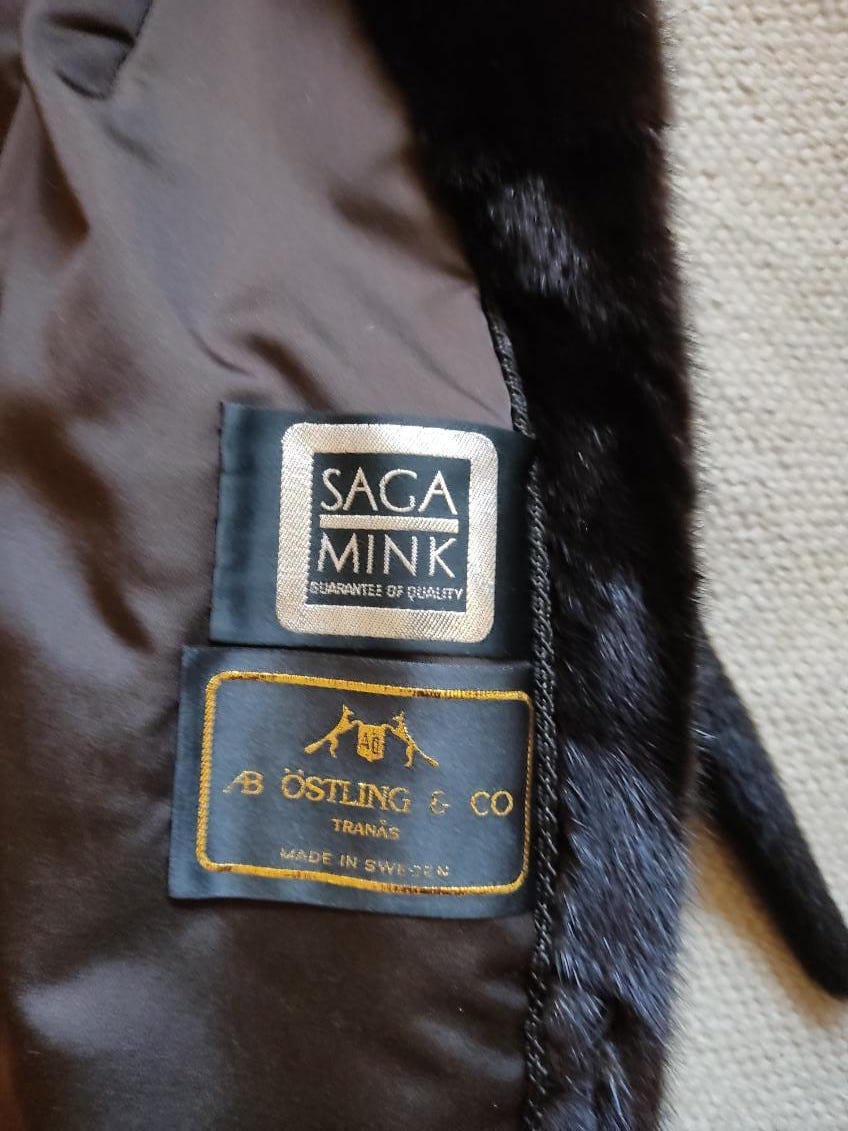 SAGA
MINK
GUARANTEE OF QUALITY
AB ÖSTLING & CO
TRANÅS
MADE IN SWEDEN